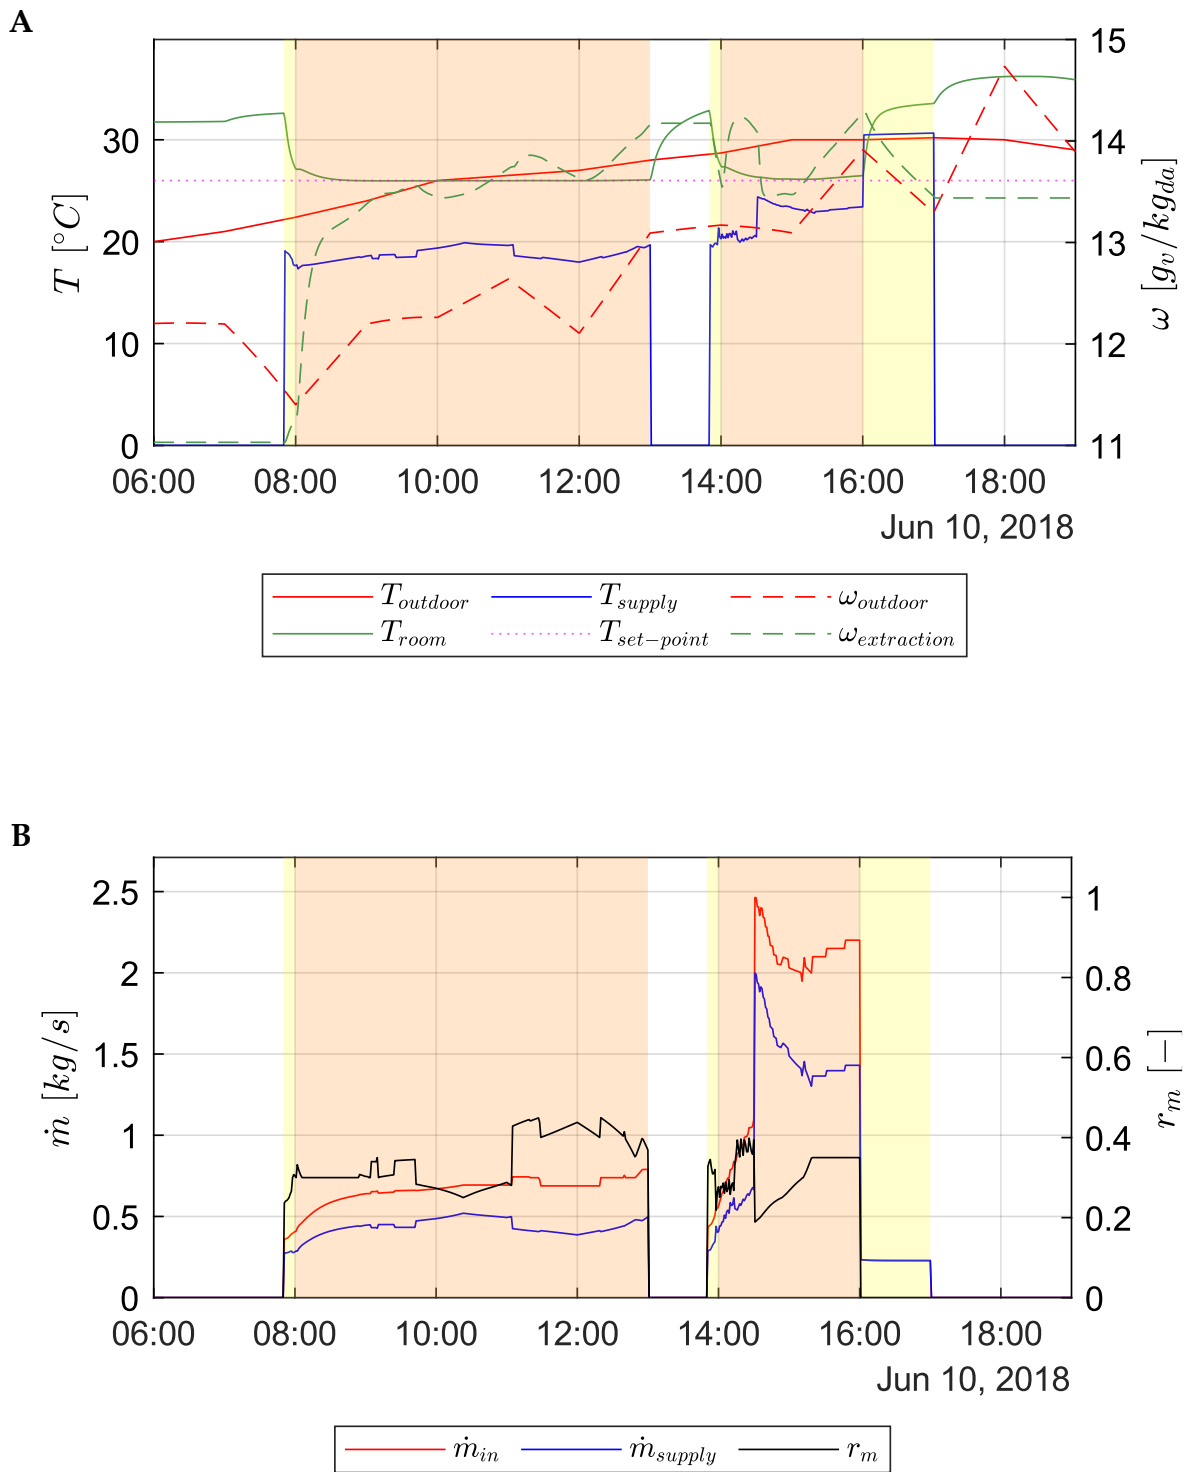 A
30
20
10
0
T [°C]
15
14
13
12
11
ω [g_v/kg_da]
06:00 08:00 10:00 12:00 14:00 16:00 18:00
Jun 10, 2018
T_outdoor T_supply ω_outdoor
T_room T_set−point ω_extraction
B
2.5
2
1.5
1
0.5
0
ṁ [kg/s]
1
0.8
0.6
0.4
0.2
0
r_m [−]
06:00 08:00 10:00 12:00 14:00 16:00 18:00
Jun 10, 2018
ṁ_in ṁ_supply r_m